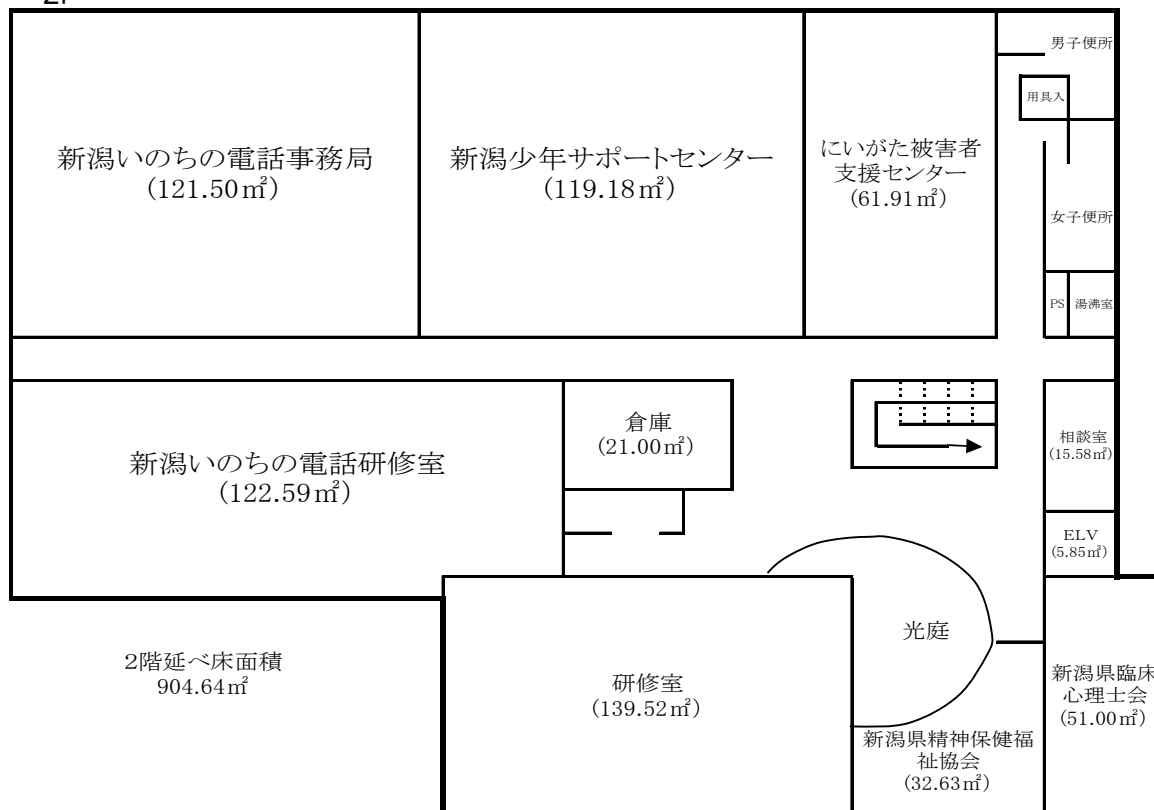 2F
男子便所
用具入
新潟いのちの電話事務局
(121.50㎡)
新潟少年サポートセンター
(119.18㎡)
にいがた被害者
支援センター
(61.91㎡)
女子便所
PS
湯沸室
倉庫
(21.00㎡)
相談室
(15.58㎡)
新潟いのちの電話研修室
(122.59㎡)
ELV
(5.85㎡)
光庭
2階延べ床面積
904.64㎡
研修室
(139.52㎡)
新潟県臨床
心理士会
(51.00㎡)
新潟県精神保健福
祉協会
(32.63㎡)